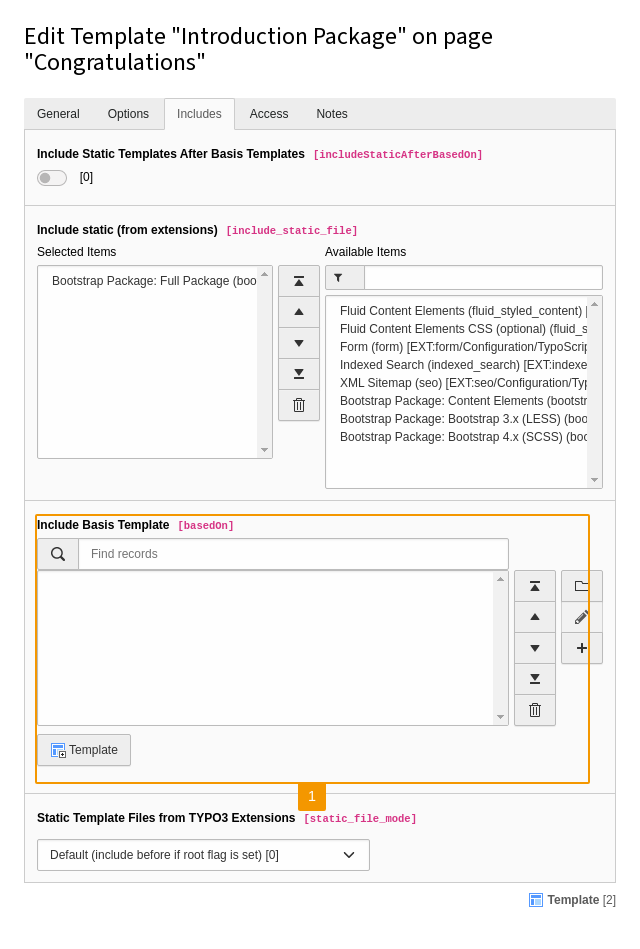 Edit Template "Introduction Package" on page
"Congratulations"
General Options Includes Access Notes
Include Static Templates After Basis Templates [includeStaticAfterBasedOn]
[0]
Include static (from extensions) [include_static_file]
Selected Items Available Items
Bootstrap Package: Full Package (boo
Fluid Content Elements (fluid_styled_content) [
Fluid Content Elements CSS (optional) (fluid_s
Form (form) [EXT:form/Configuration/TypoScrip
Indexed Search (indexed_search) [EXT:indexe
XML Sitemap (seo) [EXT:seo/Configuration/Typ
Bootstrap Package: Content Elements (bootstr
Bootstrap Package: Bootstrap 3.x (LESS) (boo
Bootstrap Package: Bootstrap 4.x (SCSS) (boo
Include Basis Template [basedOn]
Find records
Template
1
Static Template Files from TYPO3 Extensions [static_file_mode]
Default (include before if root flag is set) [0]
Template [2]